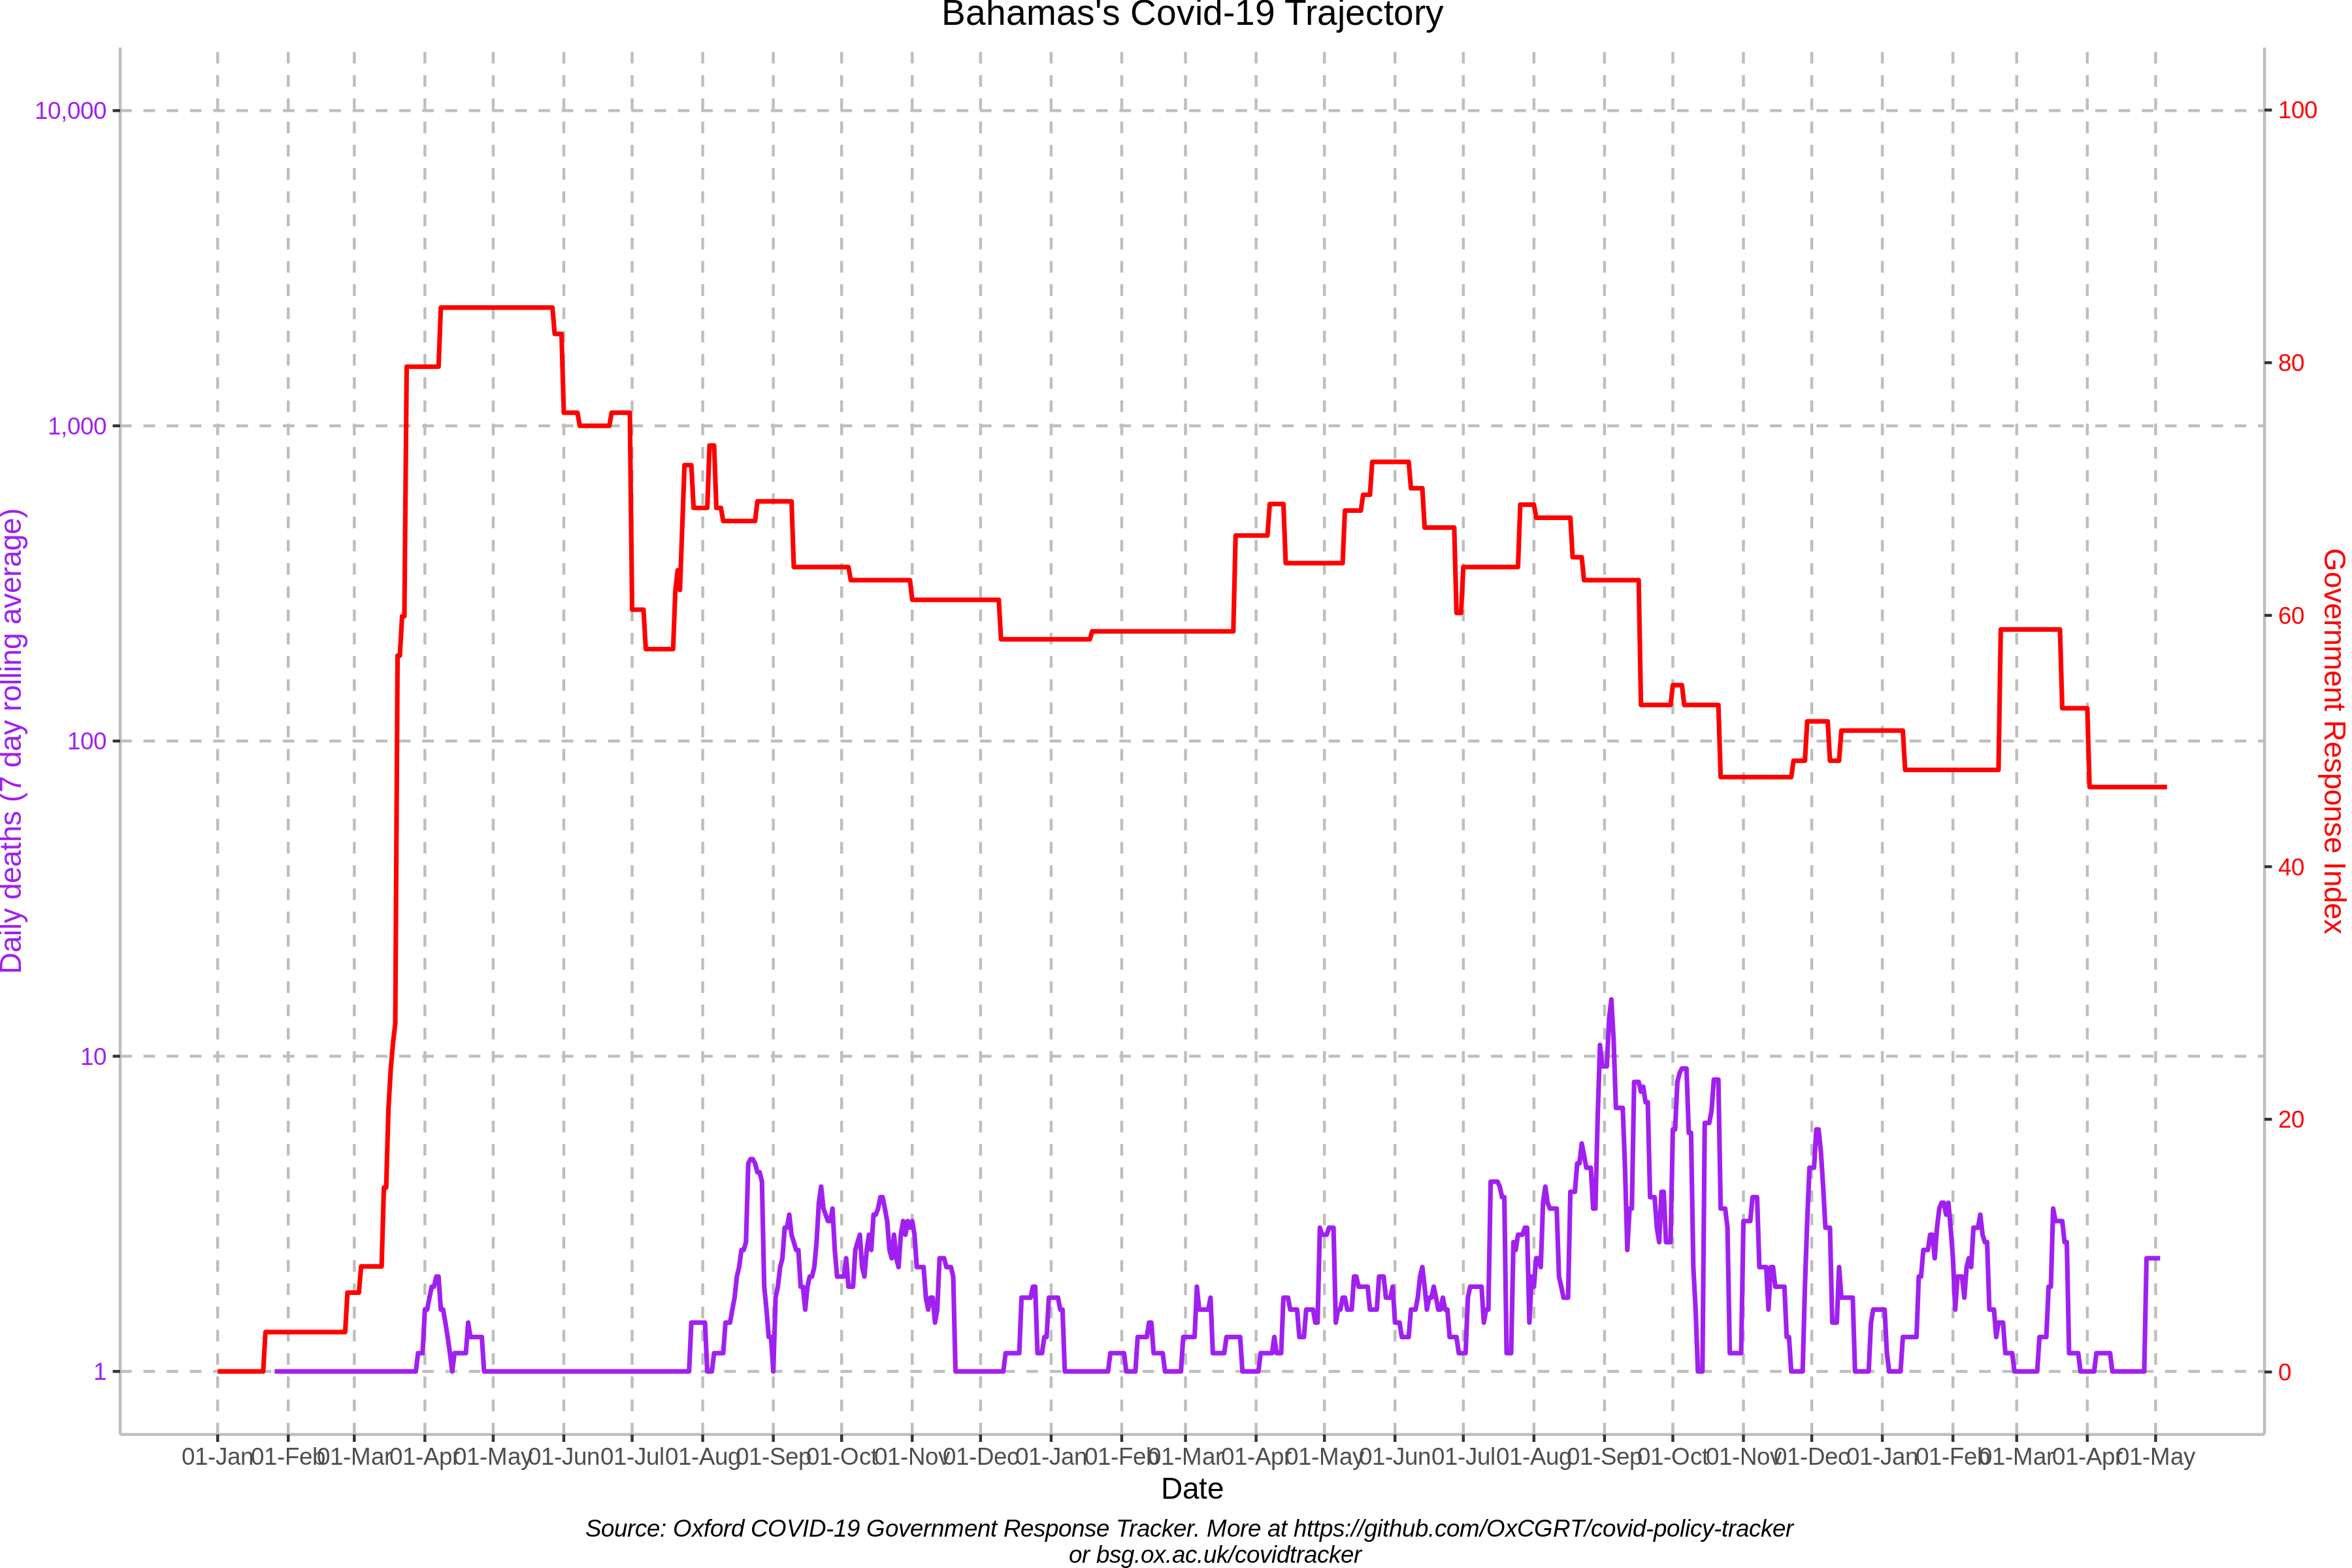 Bahamas's Covid-19 Trajectory
10,000
1,000
100
10
1
Daily deaths (7 day rolling average)
100
80
60
40
20
0
Government Response Index
01-Jan 01-Feb 01-Mar 01-Apr 01-May 01-Jun 01-Jul 01-Aug 01-Sep 01-Oct 01-Nov 01-Dec 01-Jan 01-Feb 01-Mar 01-Apr 01-May 01-Jun 01-Jul 01-Aug 01-Sep 01-Oct 01-Nov 01-Dec 01-Jan 01-Feb 01-Mar 01-Apr 01-May
Date
Source: Oxford COVID-19 Government Response Tracker. More at https://github.com/OxCGRT/covid-policy-tracker
or bsg.ox.ac.uk/covidtracker